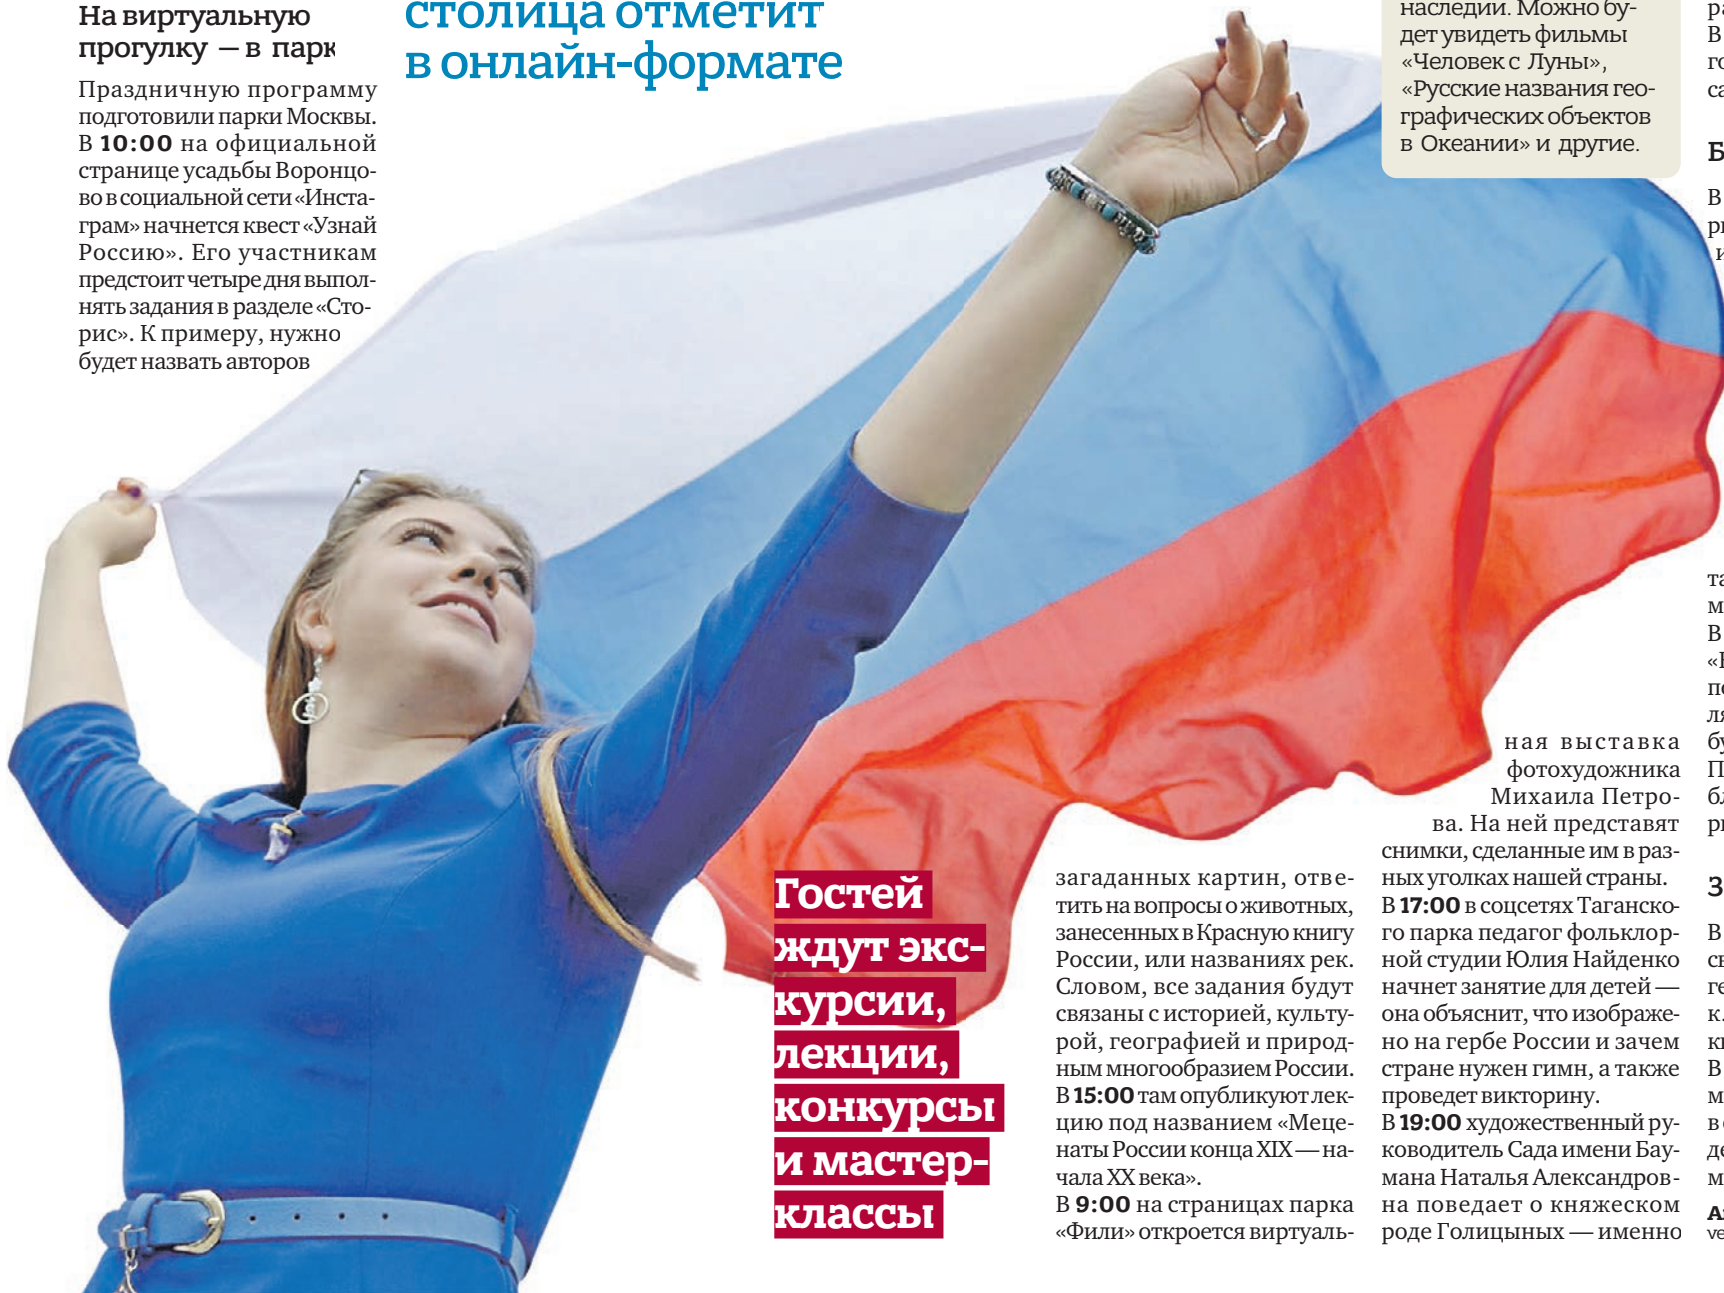 На виртуальную
прогулку — в парк
Праздничную программу
подготовили парки Москвы.
В 10:00 на официальной
странице усадьбы Воронцо-
во в социальной сети «Инста-
грам» начнется квест «Узнай
Россию». Его участникам
предстоит четыре дня выпол-
нять задания в разделе «Сто-
рис». К примеру, нужно
будет назвать авторов
столица отметит
в онлайн-формате
Гостей
ждут экс-
курсии,
лекции,
конкурсы
и мастер-
классы
загаданных картин, отве-
тить на вопросы о животных,
занесенных в Красную книгу
России, или названиях рек.
Словом, все задания будут
связаны с историей, культу-
рой, географией и природ-
ным многообразием России.
В 15:00 там опубликуют лек-
цию под названием «Меце-
наты России конца XIX — на-
чала XX века».
В 9:00 на страницах парка
«Фили» откроется виртуаль-
наследии. Можно бу-
дет увидеть фильмы
«Человек с Луны»,
«Русские названия гео-
графических объектов
в Океании» и другие.
ная выставка
фотохудожника
Михаила Петро-
ва. На ней представят
снимки, сделанные им в раз-
ных уголках нашей страны.
В 17:00 в соцсетях Таганско-
го парка педагог фольклор-
ной студии Юлия Найденко
начнет занятие для детей —
она объяснит, что изображе-
но на гербе России и зачем
стране нужен гимн, а также
проведет викторину.
В 19:00 художественный ру-
ководитель Сада имени Бау-
мана Наталья Александров-
на поведает о княжеском
роде Голицыных — именно